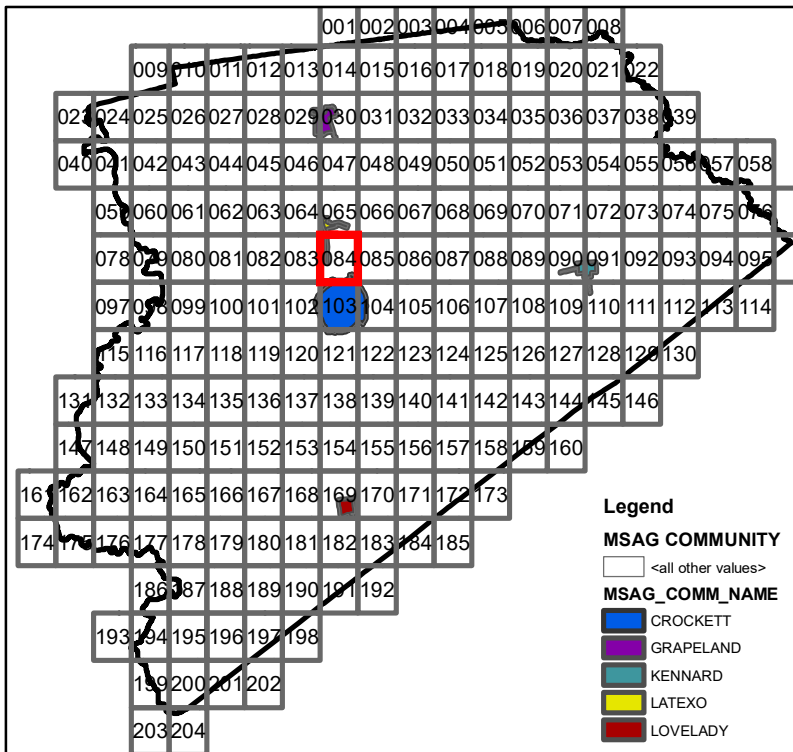 001 002 003 004 005 006 007 008
009 010 011 012 013 014 015 016 017 018 019 020 021 022
023 024 025 026 027 028 029 030 031 032 033 034 035 036 037 038 039
040 041 042 043 044 045 046 047 048 049 050 051 052 053 054 055 056 057 058
059 060 061 062 063 064 065 066 067 068 069 070 071 072 073 074 075 076
078 079 080 081 082 083 084 085 086 087 088 089 090 091 092 093 094 095
097 098 099 100 101 102 103 104 105 106 107 108 109 110 111 112 113 114
115 116 117 118 119 120 121 122 123 124 125 126 127 128 129 130
131 132 133 134 135 136 137 138 139 140 141 142 143 144 145 146
147 148 149 150 151 152 153 154 155 156 157 158 159 160
161 162 163 164 165 166 167 168 169 170 171 172 173
174 175 176 177 178 179 180 181 182 183 184 185
186 187 188 189 190 191 192
193 194 195 196 197 198
199 200 201 202
203 204
Legend
MSAG COMMUNITY
<all other values>
MSAG_COMM_NAME
CROCKETT
GRAPELAND
KENNARD
LATEXO
LOVELADY